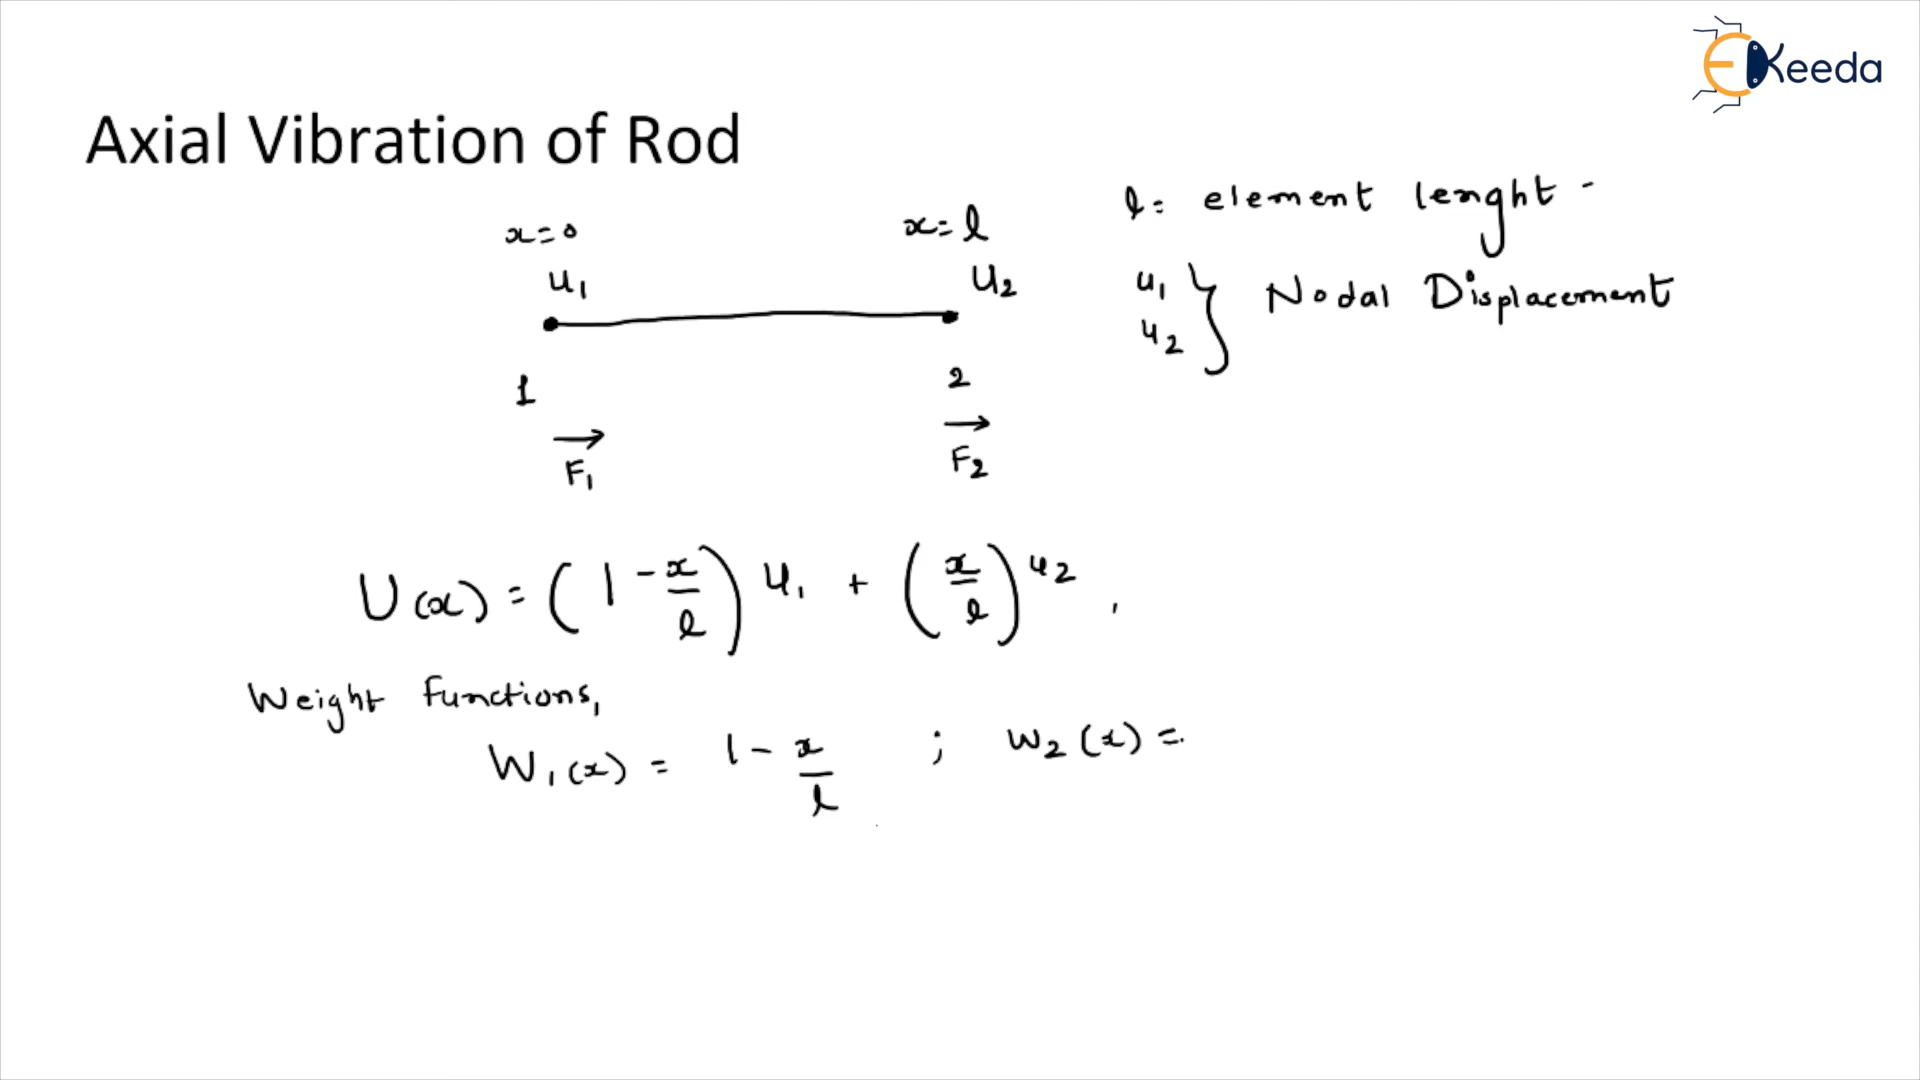 EKeeda
Axial Vibration of Rod
x=0
x=l
l= element lenght -
u1
u2
u1
u2 } Nodal Displacement
1
2
F1
F2
U(x) = (1 - x/l) u1 + (x/l) u2 ,
Weight Functions,
W1(x) = 1 - x/l ; W2(x) =